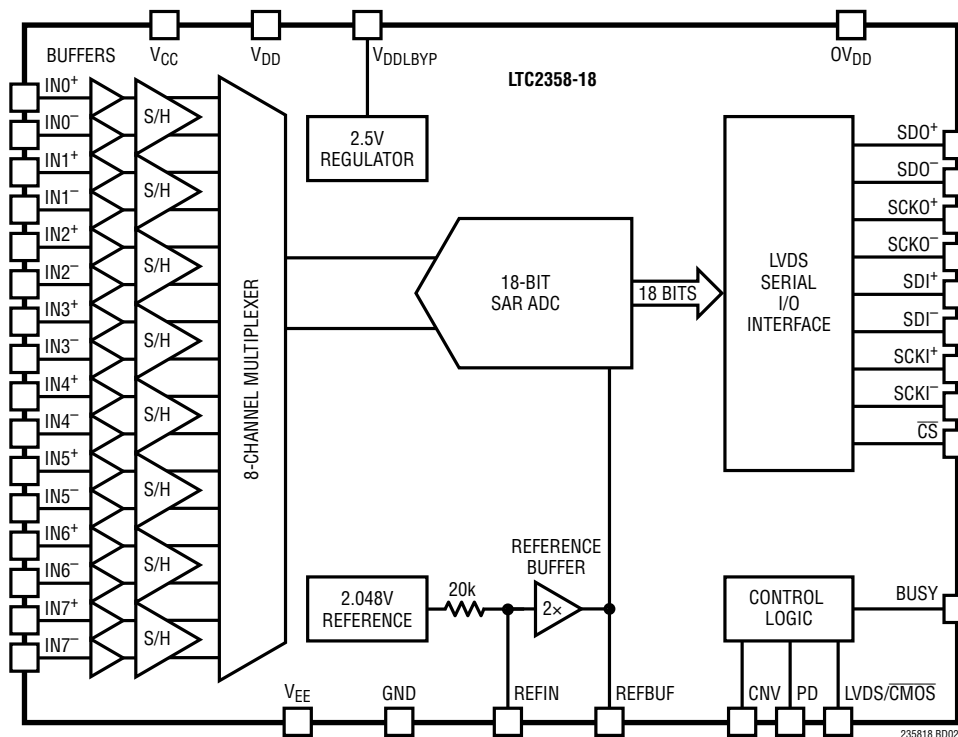 BUFFERS
VCC
VDD
VDDLBYP
OVDD
LTC2358-18
IN0+
IN0–
IN1+
IN1–
IN2+
IN2–
IN3+
IN3–
IN4+
IN4–
IN5+
IN5–
IN6+
IN6–
IN7+
IN7–
S/H
S/H
S/H
S/H
S/H
S/H
S/H
S/H
8-CHANNEL MULTIPLEXER
2.5V
REGULATOR
18-BIT
SAR ADC
18 BITS
LVDS
SERIAL
I/O
INTERFACE
SDO+
SDO–
SCKO+
SCKO–
SDI+
SDI–
SCKI+
SCKI–
CS
2.048V
REFERENCE
20k
REFERENCE
BUFFER
2×
CONTROL
LOGIC
BUSY
VEE
GND
REFIN
REFBUF
CNV
PD
LVDS/CMOS
235818 BD02